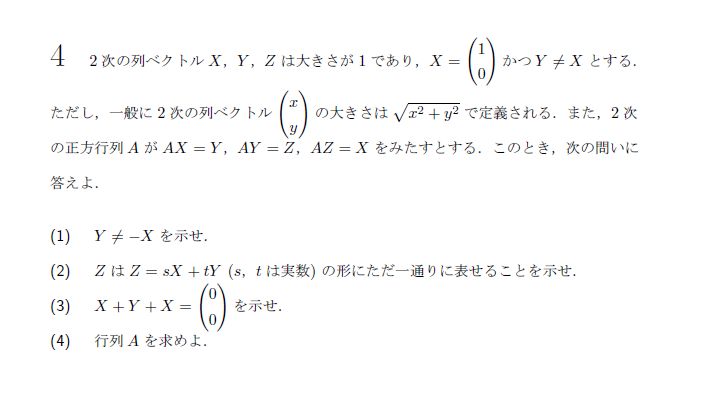 4 2次の列ベクトル X，Y，Z は大きさが 1 であり，X = \begin{pmatrix} 1 \\ 0 \end{pmatrix} かつ Y ≠ X とする．
ただし，一般に 2 次の列ベクトル \begin{pmatrix} x \\ y \end{pmatrix} の大きさは \sqrt{x^2 + y^2} で定義される．また，2 次
の正方行列 A が AX = Y，AY = Z，AZ = X をみたすとする．このとき，次の問いに
答えよ．
(1) Y ≠ −X を示せ．
(2) Z は Z = sX + tY (s，t は実数) の形にただ一通りに表せることを示せ．
(3) X + Y + X = \begin{pmatrix} 0 \\ 0 \end{pmatrix} を示せ．
(4) 行列 A を求めよ．